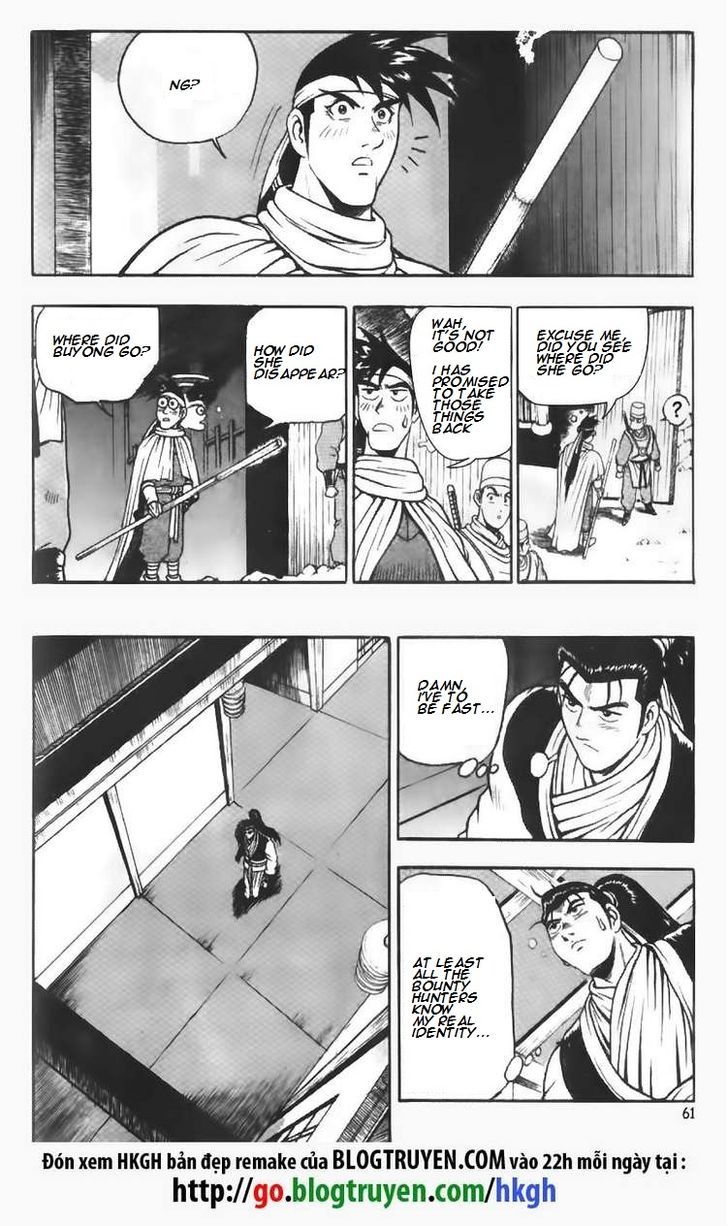 NG?
WHERE DID
BUYONG GO?
HOW DID
SHE
DISAPPEAR?
WAH,
IT'S NOT
GOOD!
I HAS
PROMISED
TO TAKE
THOSE
THINGS
BACK
EXCUSE ME,
DID YOU SEE
WHERE DID
SHE GO?
?
DAMN,
I'VE TO
BE FAST...
AT LEAST
ALL THE
BOUNTY
HUNTERS
KNOW
MY REAL
IDENTITY...
61
Đón xem HKGH bản đẹp remake của BLOGTRUYEN.COM vào 22h mỗi ngày tại :
http://go.blogtruyen.com/hkgh